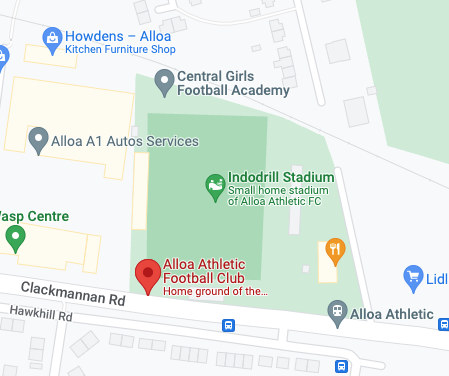 Howdens – Alloa
Kitchen Furniture Shop
Central Girls
Football Academy
Alloa A1 Autos Services
Indodrill Stadium
Small home stadium
of Alloa Athletic FC
Wasp Centre
Alloa Athletic
Football Club
Home ground of the…
Lidl
Clackmannan Rd
Alloa Athletic
Hawkhill Rd